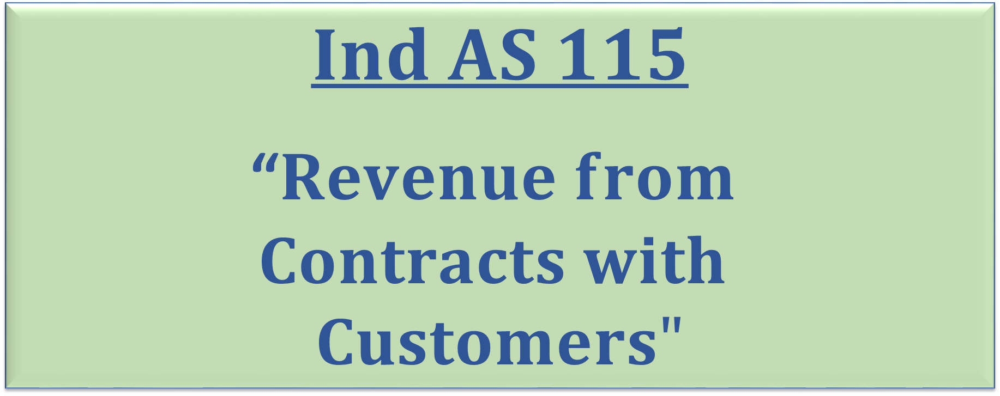 Ind AS 115
“Revenue from
Contracts with
Customers"